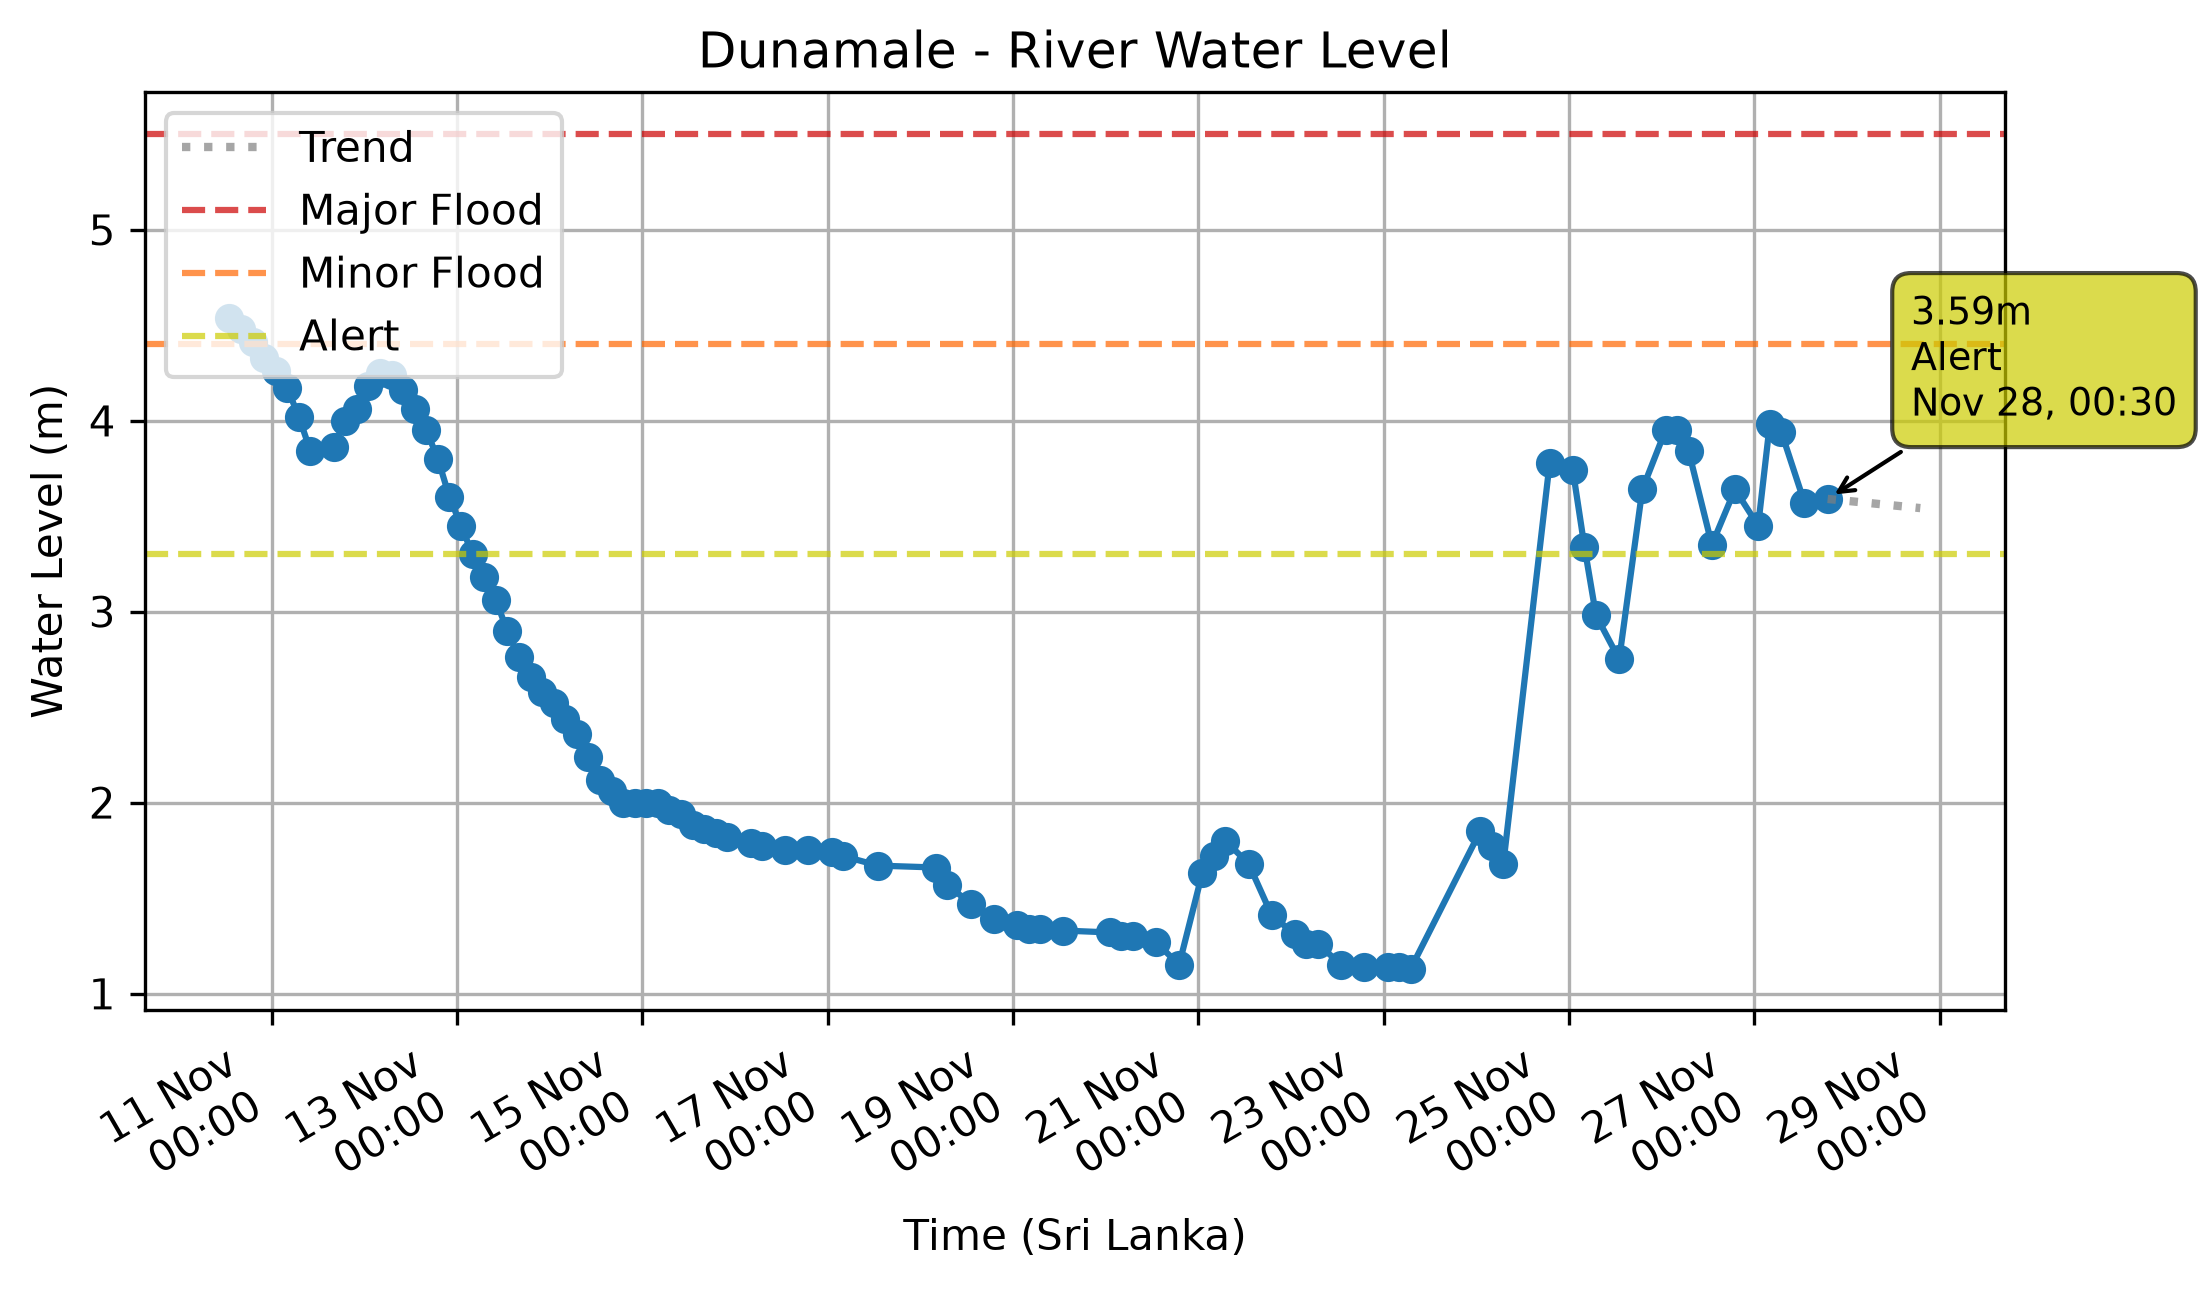 Dunamale - River Water Level
Trend
Major Flood
Minor Flood
Alert
3.59m
Alert
Nov 28, 00:30
Water Level (m)
5
4
3
2
1
11 Nov
00:00
13 Nov
00:00
15 Nov
00:00
17 Nov
00:00
19 Nov
00:00
21 Nov
00:00
23 Nov
00:00
25 Nov
00:00
27 Nov
00:00
29 Nov
00:00
Time (Sri Lanka)